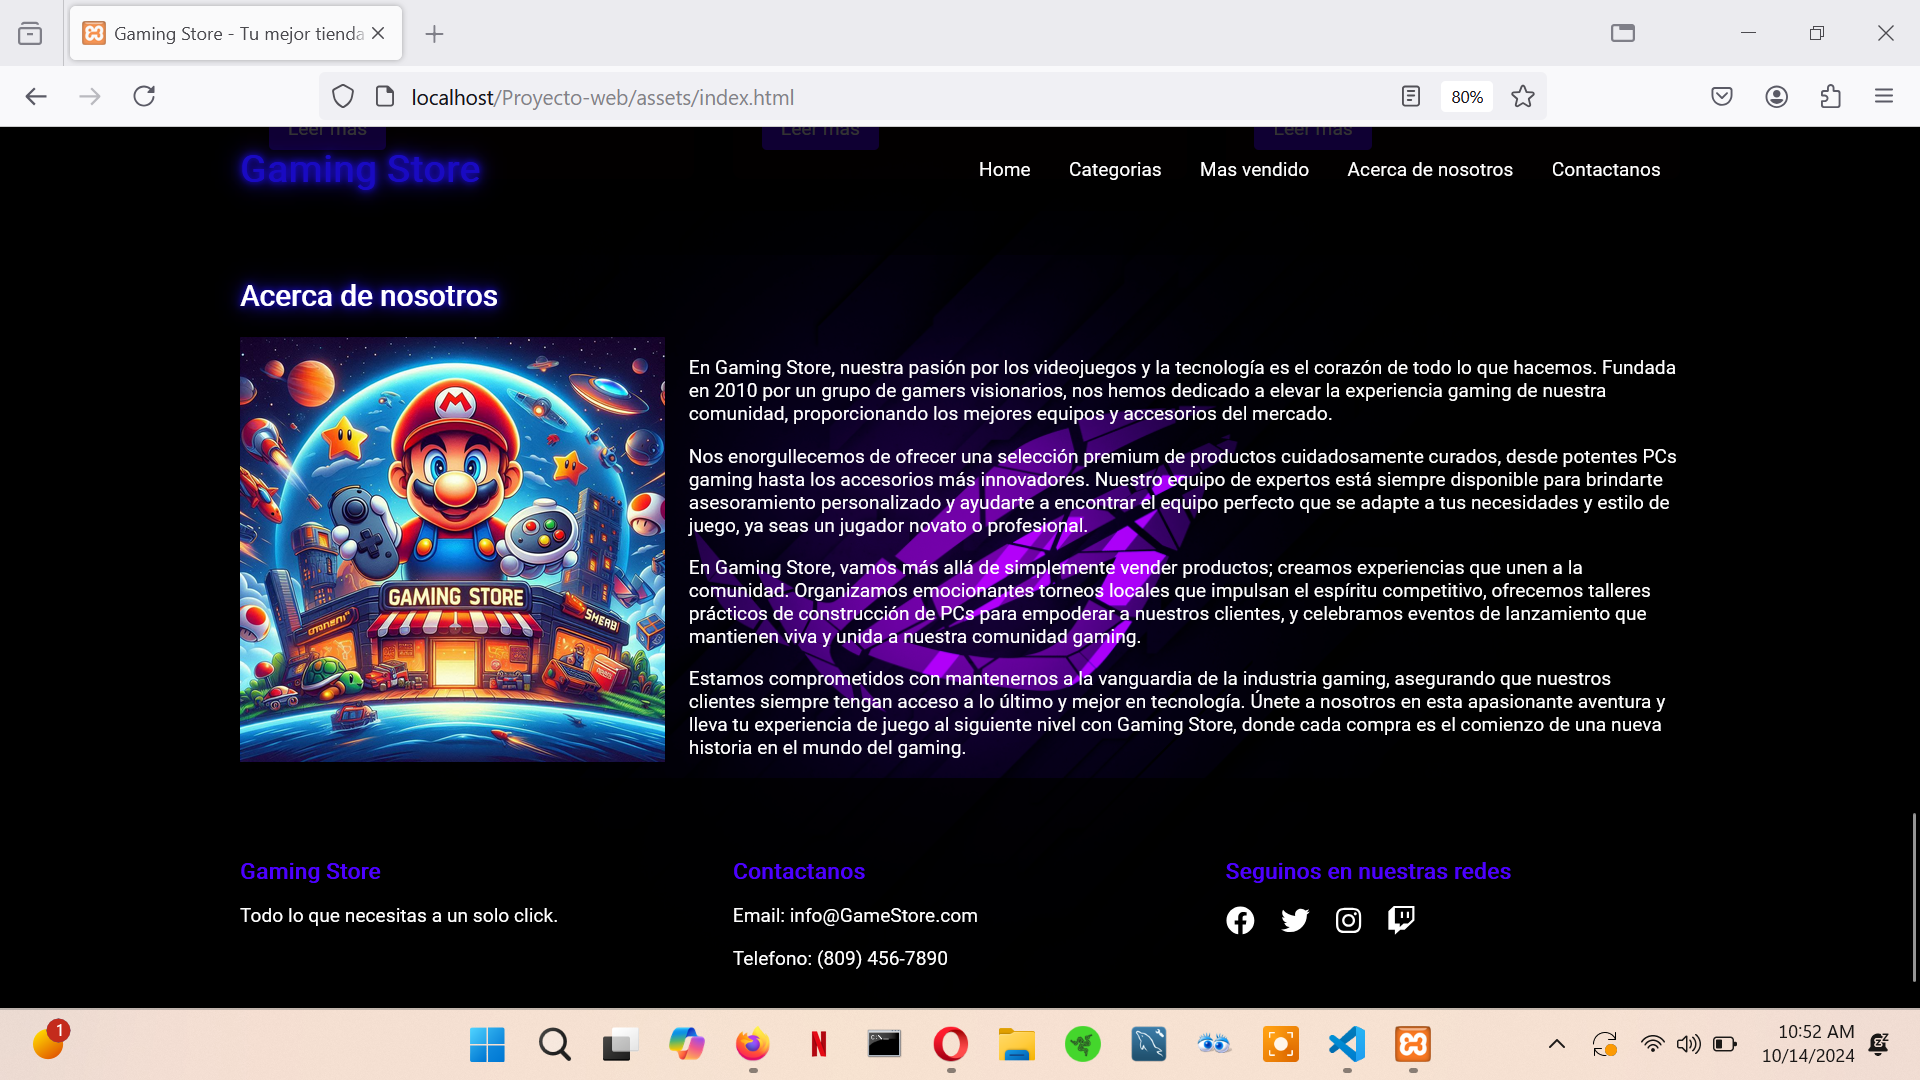 Gaming Store - Tu mejor tienda
localhost/Proyecto-web/assets/index.html
80%
Leer mas Leer mas Leer mas
Gaming Store
Home Categorias Mas vendido Acerca de nosotros Contactanos
Acerca de nosotros
M
GAMING STORE
SHEAB
En Gaming Store, nuestra pasión por los videojuegos y la tecnología es el corazón de todo lo que hacemos. Fundada
en 2010 por un grupo de gamers visionarios, nos hemos dedicado a elevar la experiencia gaming de nuestra
comunidad, proporcionando los mejores equipos y accesorios del mercado.
Nos enorgullecemos de ofrecer una selección premium de productos cuidadosamente curados, desde potentes PCs
gaming hasta los accesorios más innovadores. Nuestro equipo de expertos está siempre disponible para brindarte
asesoramiento personalizado y ayudarte a encontrar el equipo perfecto que se adapte a tus necesidades y estilo de
juego, ya seas un jugador novato o profesional.
En Gaming Store, vamos más allá de simplemente vender productos; creamos experiencias que unen a la
comunidad. Organizamos emocionantes torneos locales que impulsan el espíritu competitivo, ofrecemos talleres
prácticos de construcción de PCs para empoderar a nuestros clientes, y celebramos eventos de lanzamiento que
mantienen viva y unida a nuestra comunidad gaming.
Estamos comprometidos con mantenernos a la vanguardia de la industria gaming, asegurando que nuestros
clientes siempre tengan acceso a lo último y mejor en tecnología. Únete a nosotros en esta apasionante aventura y
lleva tu experiencia de juego al siguiente nivel con Gaming Store, donde cada compra es el comienzo de una nueva
historia en el mundo del gaming.
Gaming Store
Todo lo que necesitas a un solo click.
Contactanos
Email: info@GameStore.com
Telefono: (809) 456-7890
Seguinos en nuestras redes
1
N
10:52 AM
10/14/2024